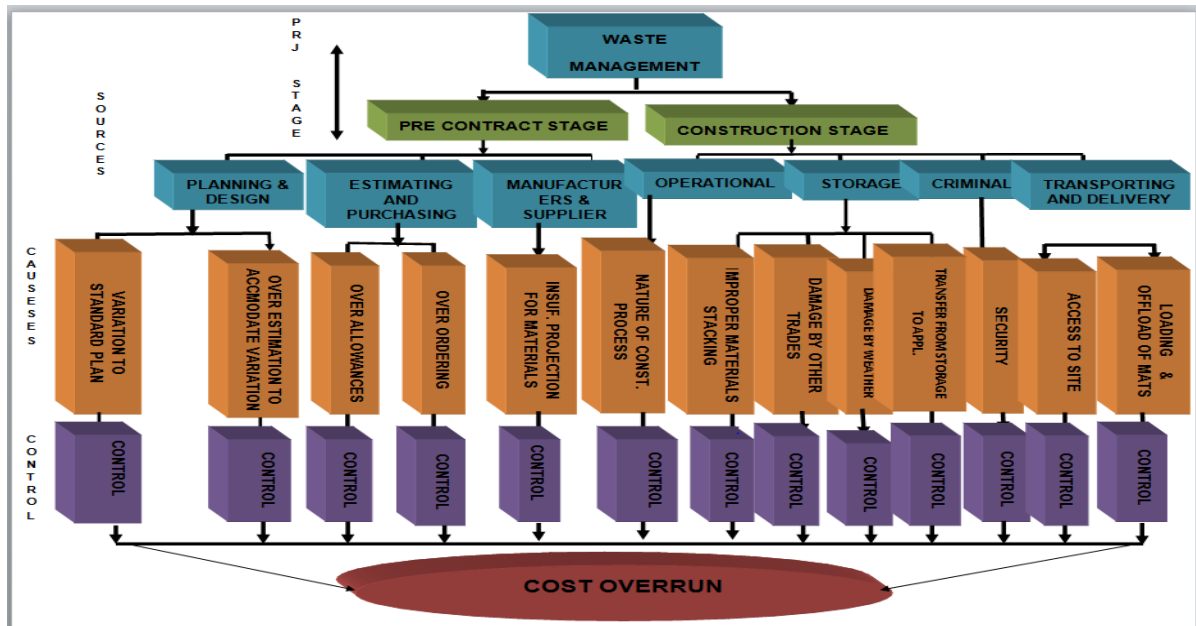 PRJ STAGE
WASTE
MANAGEMENT
SOURCES
PRE CONTRACT STAGE
CONSTRUCTION STAGE
PLANNING &
DESIGN
ESTIMATING
AND
PURCHASING
MANUFACTUR
ERS &
SUPPLIER
OPERATIONAL
STORAGE
CRIMINAL
TRANSPORTING
AND DELIVERY
CAUSESES
VARIATION TO
STANDARD PLAN
OVER ESTIMATION TO
ACCMODATE VARIATION
OVER ALLOWANCES
OVER ORDERING
INSUF. PROJECTION
FOR MATERIALS
NATURE OF CONST.
PROCESS
IMPROPER MATERIALS
STACKING
DAMAGE BY OTHER
TRADES
DAMAGE BY WEATHER
TRANSFER FROM STORAGE
TO APPL.
SECURITY
ACCESS TO SITE
LOADING &
OFFLOAD OF MATS
CONTROL
CONTROL
CONTROL
CONTROL
CONTROL
CONTROL
CONTROL
CONTROL
CONTROL
CONTROL
CONTROL
CONTROL
CONTROL
CONTROL
COST OVERRUN